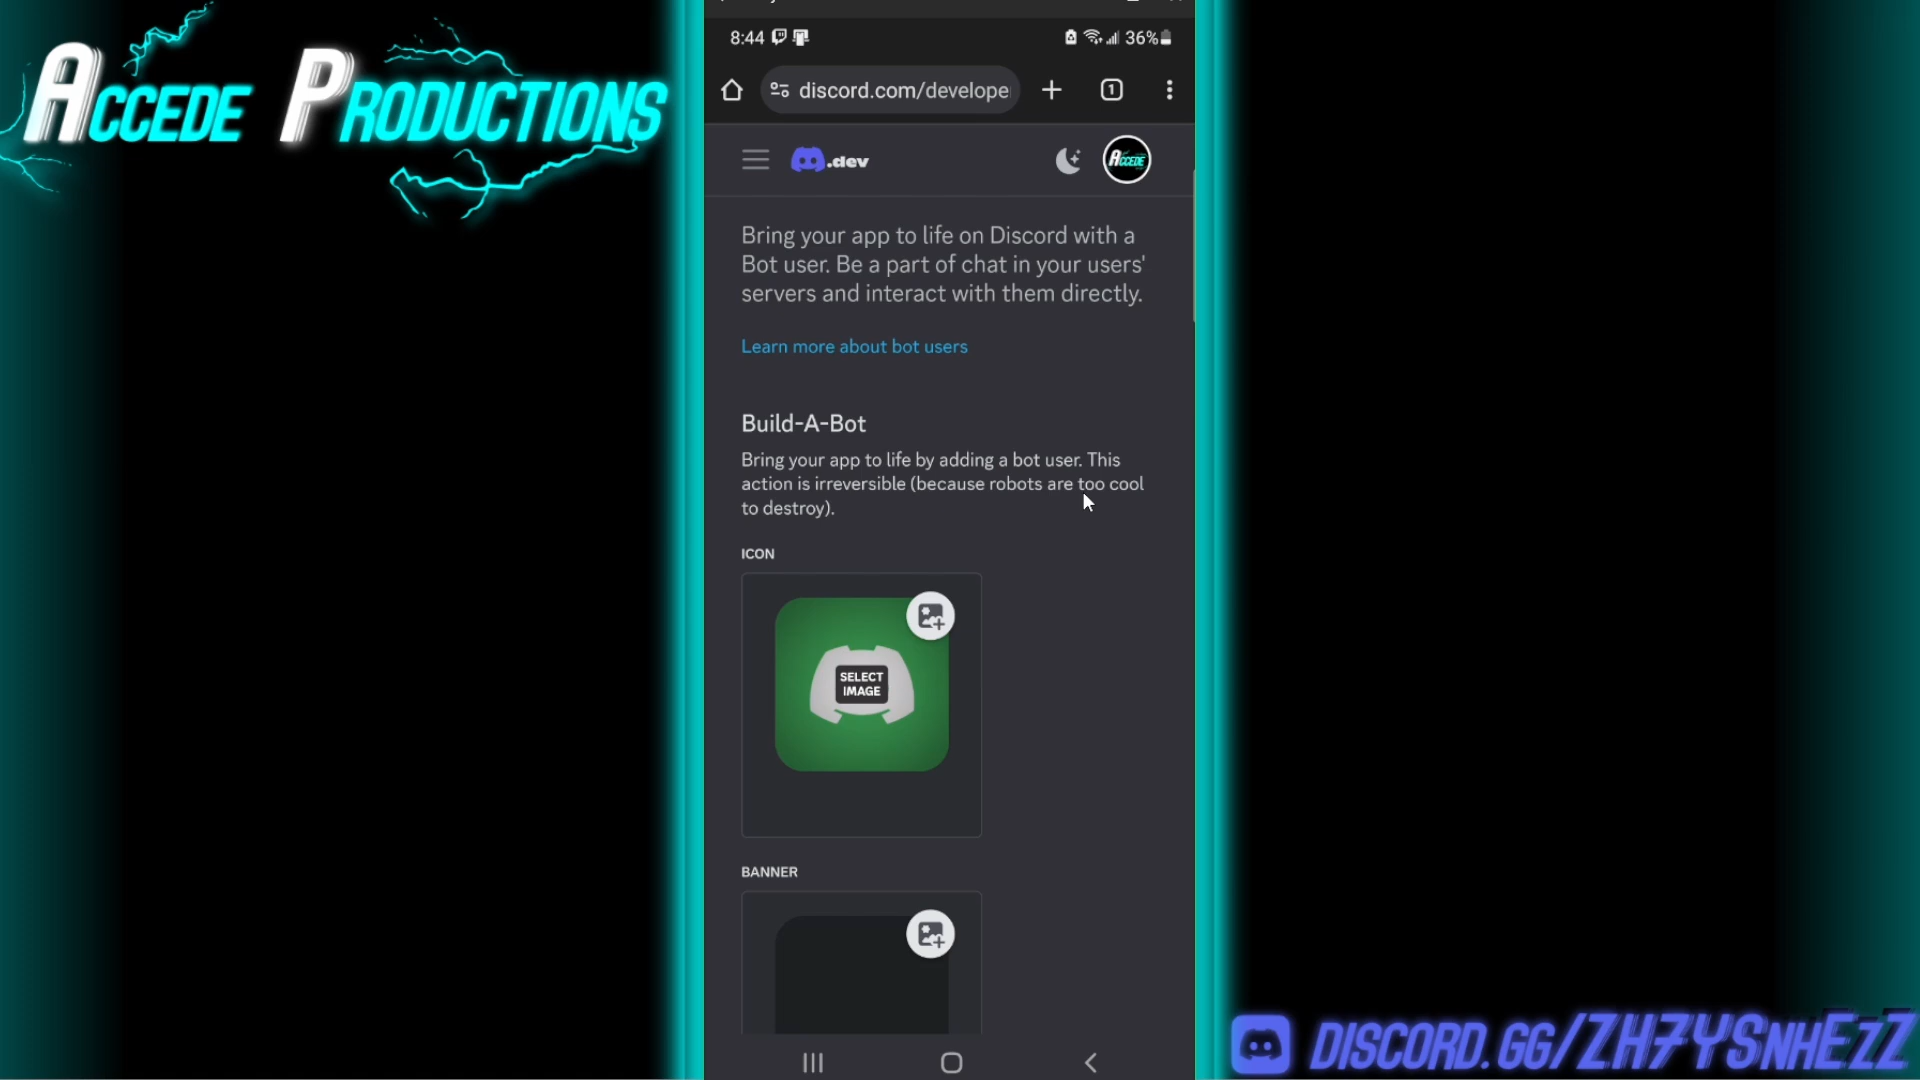 ACCEDE PRODUCTIONS
8:44
36%
discord.com/develope
1
.dev
ACCEDE
Bring your app to life on Discord with a
Bot user. Be a part of chat in your users'
servers and interact with them directly.
Learn more about bot users
Build-A-Bot
Bring your app to life by adding a bot user. This
action is irreversible (because robots are too cool
to destroy).
ICON
SELECT
IMAGE
BANNER
DISCORD.GG/ZH7YSNHEZZ